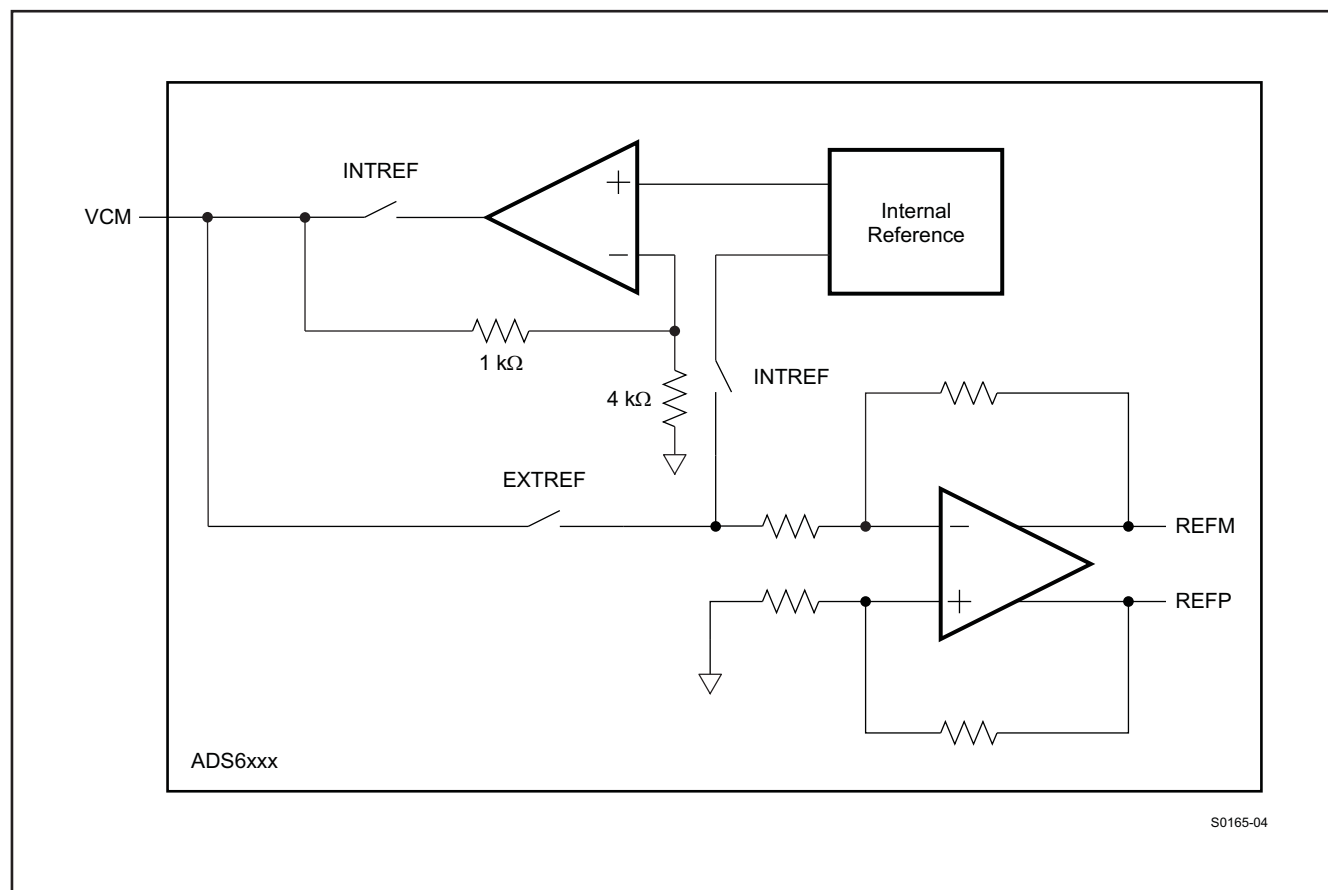 INTREF
VCM
+
−
Internal
Reference
1 kΩ
4 kΩ
INTREF
EXTREF
−
REFM
+
REFP
ADS6xxx
S0165-04